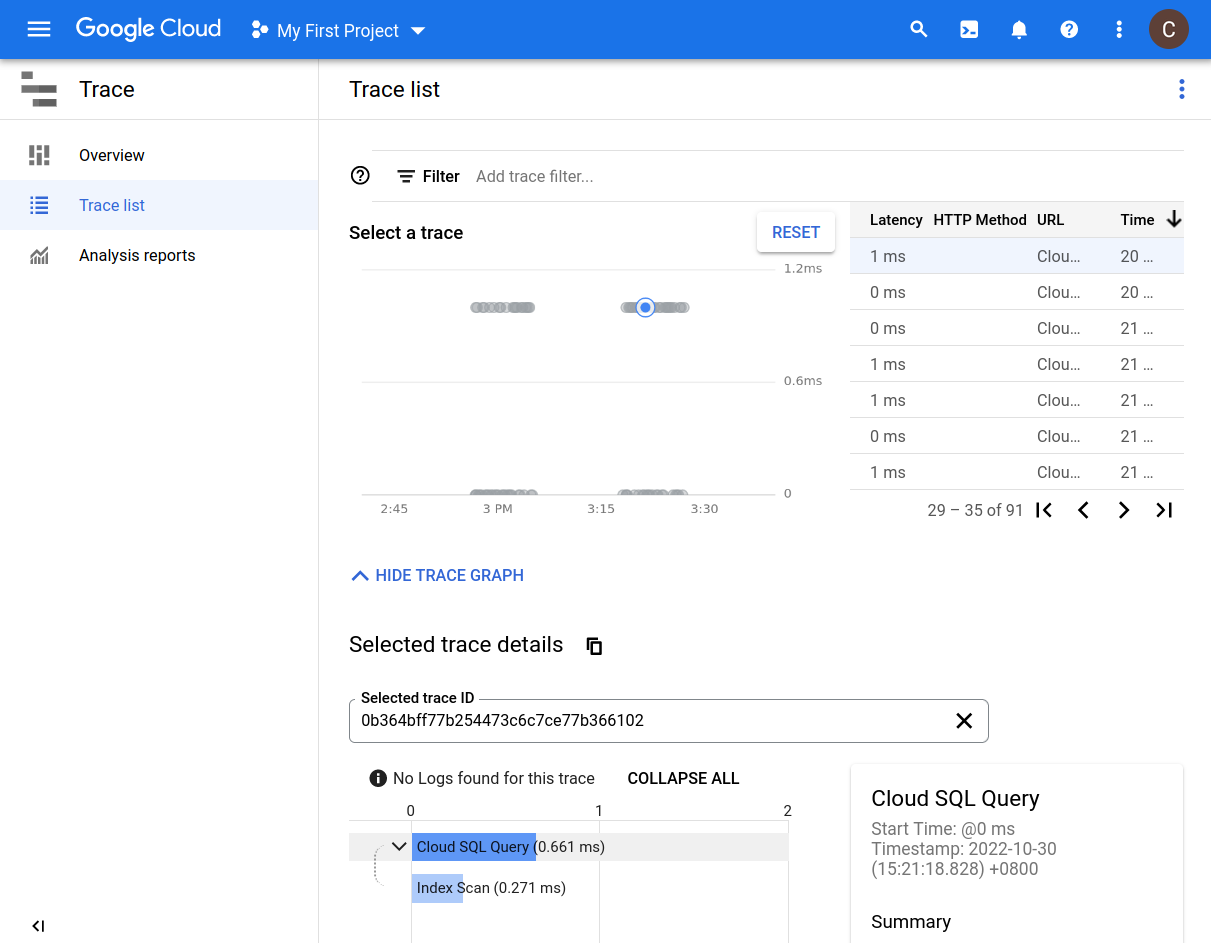 Google Cloud My First Project C
Trace
Trace list
Overview
Trace list
Analysis reports
Filter Add trace filter...
Select a trace
RESET
1.2ms
0.6ms
0
2:45 3 PM 3:15 3:30
Latency HTTP Method URL Time
1 ms Clou... 20 ...
0 ms Clou... 20 ...
0 ms Clou... 21 ...
1 ms Clou... 21 ...
1 ms Clou... 21 ...
0 ms Clou... 21 ...
1 ms Clou... 21 ...
29 – 35 of 91
HIDE TRACE GRAPH
Selected trace details
Selected trace ID
0b364bff77b254473c6c7ce77b366102
No Logs found for this trace COLLAPSE ALL
0 1 2
Cloud SQL Query (0.661 ms)
Index Scan (0.271 ms)
Cloud SQL Query
Start Time: @0 ms
Timestamp: 2022-10-30
(15:21:18.828) +0800
Summary